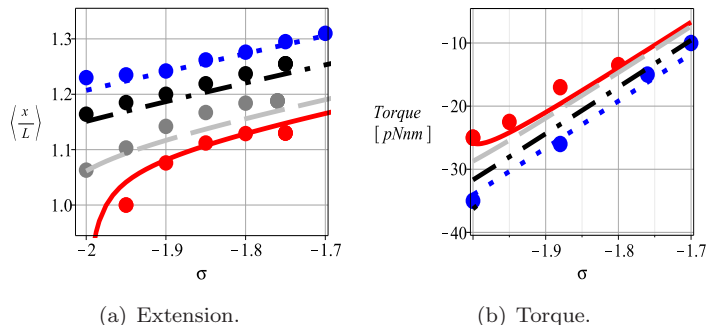 1.3
1.2
1.1
1.0
⟨x/L⟩
-2 -1.9 -1.8 -1.7
σ
(a) Extension.
-10
-20
-30
-40
Torque
[pNnm]
-1.9 -1.8 -1.7
σ
(b) Torque.